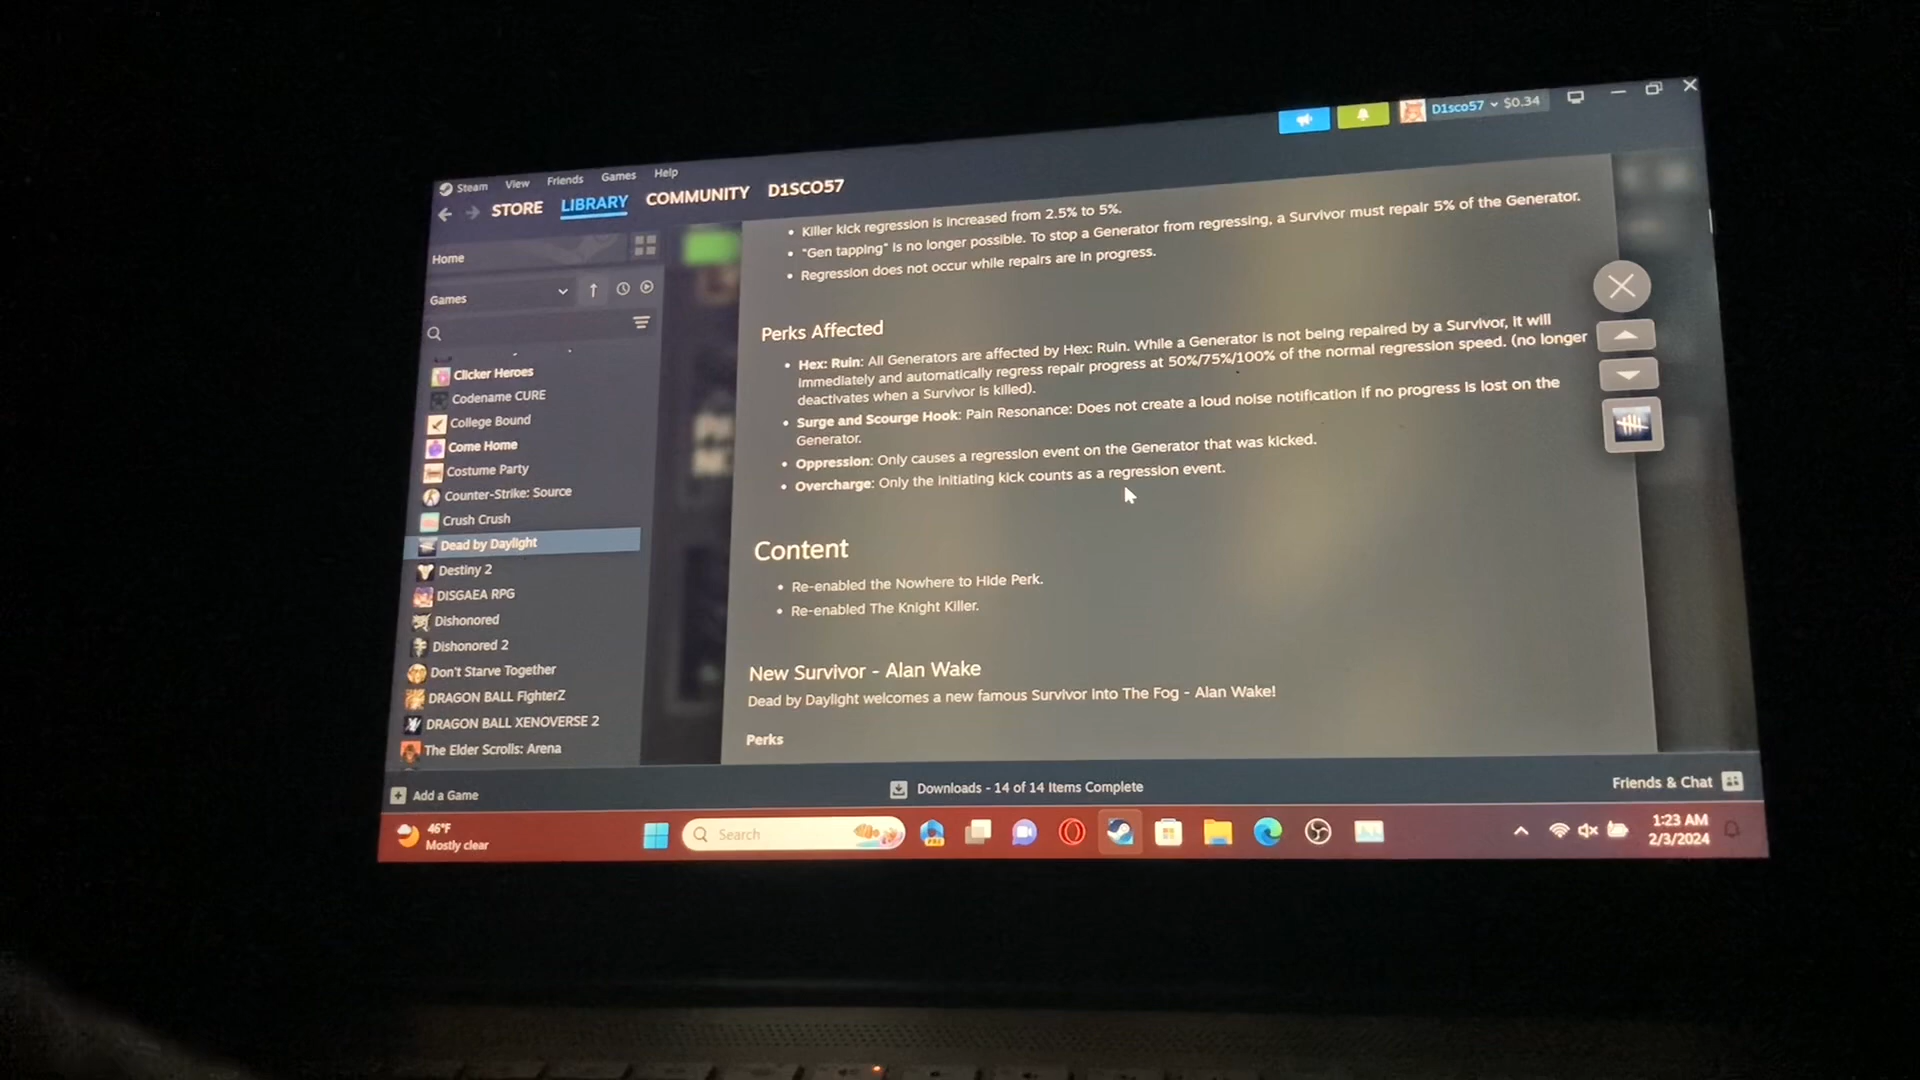 D1sco57 $0.34
Steam View Friends Games Help
STORE LIBRARY COMMUNITY D1SCO57
Home
Games
Clicker Heroes
Codename CURE
College Bound
Come Home
Costume Party
Counter-Strike: Source
Crush Crush
Dead by Daylight
Destiny 2
DISGAEA RPG
Dishonored
Dishonored 2
Don't Starve Together
DRAGON BALL FighterZ
DRAGON BALL XENOVERSE 2
The Elder Scrolls: Arena
• Killer kick regression is increased from 2.5% to 5%.
• "Gen tapping" is no longer possible. To stop a Generator from regressing, a Survivor must repair 5% of the Generator.
• Regression does not occur while repairs are in progress.
Perks Affected
• Hex: Ruin: All Generators are affected by Hex: Ruin. While a Generator is not being repaired by a Survivor, it will
immediately and automatically regress repair progress at 50%/75%/100% of the normal regression speed. (no longer
deactivates when a Survivor is killed).
• Surge and Scourge Hook: Pain Resonance: Does not create a loud noise notification if no progress is lost on the
Generator.
• Oppression: Only causes a regression event on the Generator that was kicked.
• Overcharge: Only the initiating kick counts as a regression event.
Content
• Re-enabled the Nowhere to Hide Perk.
• Re-enabled The Knight Killer.
New Survivor - Alan Wake
Dead by Daylight welcomes a new famous Survivor into The Fog - Alan Wake!
Perks
Add a Game
Downloads - 14 of 14 Items Complete
Friends & Chat
46°F
Mostly clear
Search
1:23 AM
2/3/2024